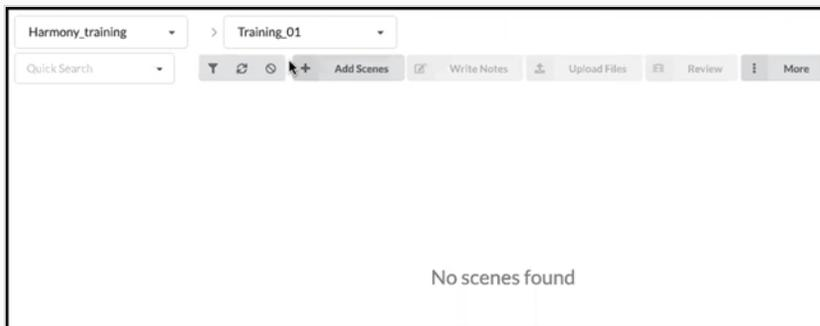 Harmony_training > Training_01
Quick Search Add Scenes Write Notes Upload Files Review More
No scenes found